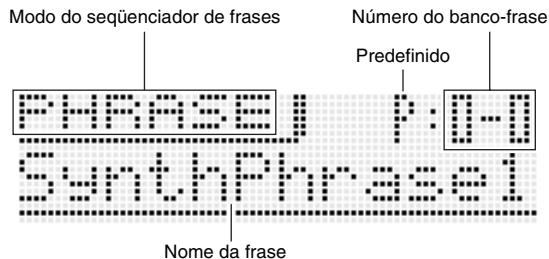 Modo do seqüenciador de frases
Número do banco-frase
Predefinido
PHRASE P:0-0
SynthPhrase1
Nome da frase